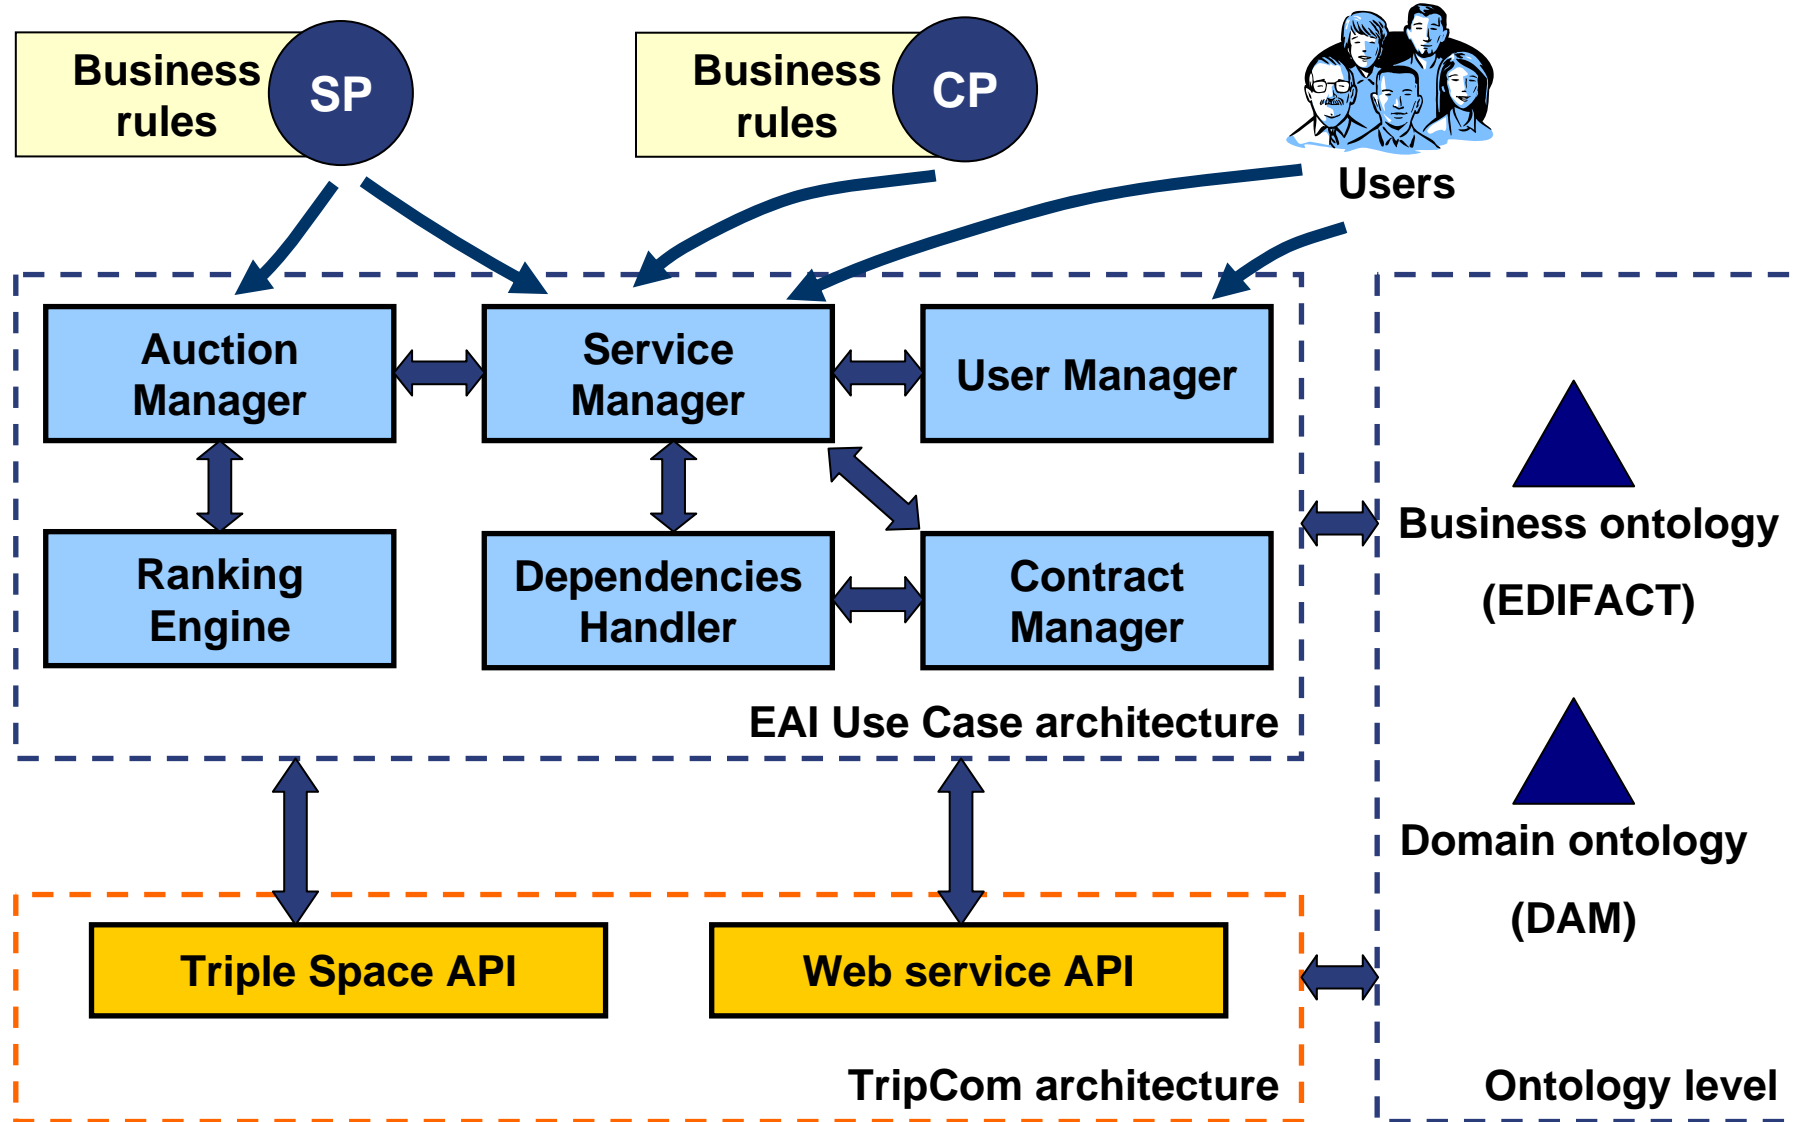 Business
rules
SP
Business
rules
CP
Users
Auction
Manager
Service
Manager
User Manager
Ranking
Engine
Dependencies
Handler
Contract
Manager
EAI Use Case architecture
Business ontology
(EDIFACT)
Domain ontology
(DAM)
Triple Space API
Web service API
TripCom architecture
Ontology level